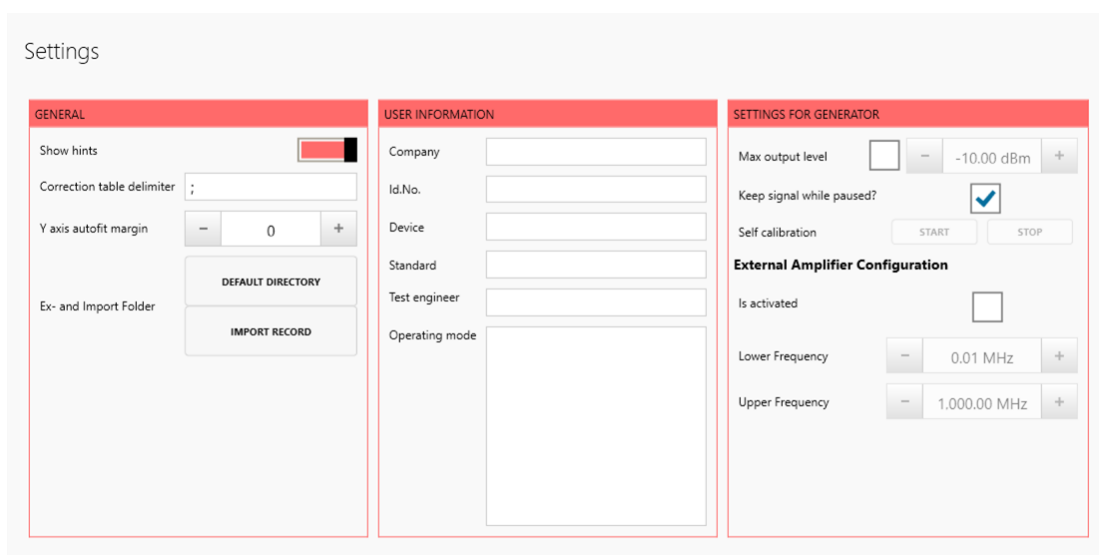 Settings
GENERAL
Show hints
Correction table delimiter ;
Y axis autofit margin − 0 +
Ex- and Import Folder
DEFAULT DIRECTORY
IMPORT RECORD
USER INFORMATION
Company
Id.No.
Device
Standard
Test engineer
Operating mode
SETTINGS FOR GENERATOR
Max output level − -10.00 dBm +
Keep signal while paused?
Self calibration START STOP
External Amplifier Configuration
Is activated
Lower Frequency − 0.01 MHz +
Upper Frequency − 1.000.00 MHz +